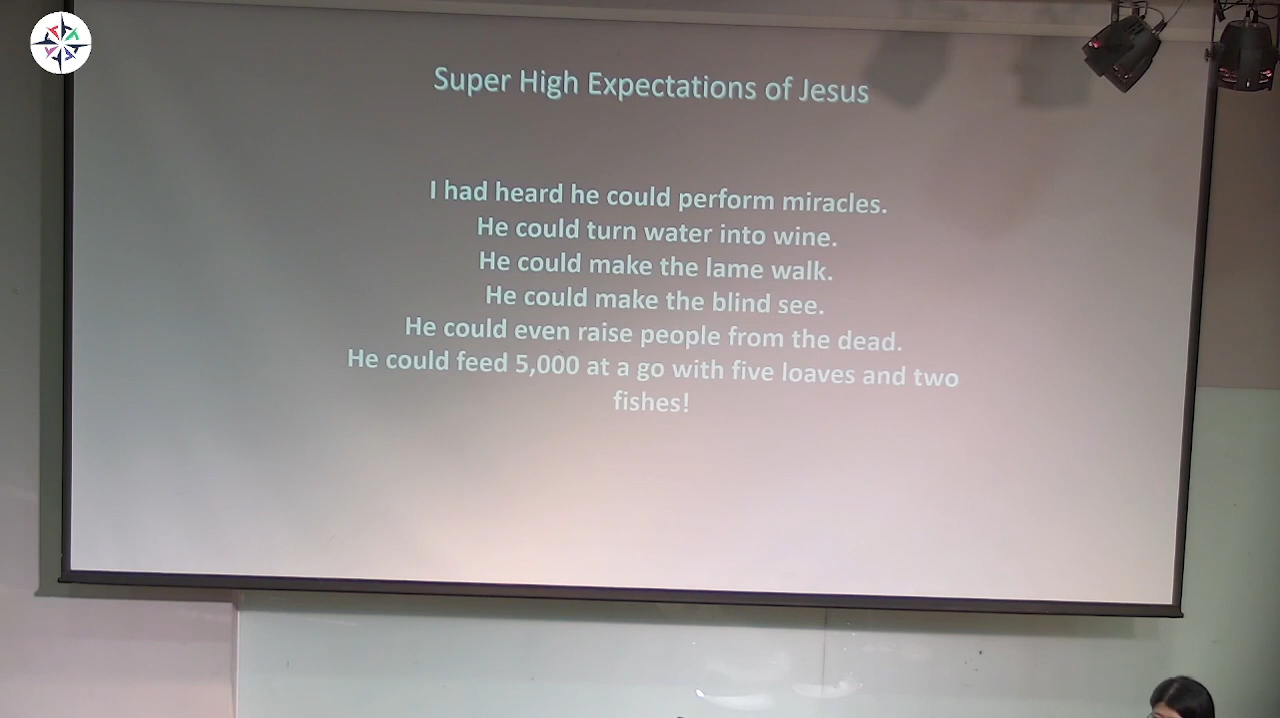 Super High Expectations of Jesus
I had heard he could perform miracles.
He could turn water into wine.
He could make the lame walk.
He could make the blind see.
He could even raise people from the dead.
He could feed 5,000 at a go with five loaves and two
fishes!